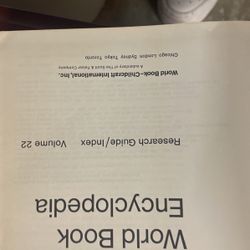 World Book
Encyclopedia
Research Guide/Index Volume 22
World Book–Childcraft International, Inc.
A subsidiary of The Scott & Fetzer Company
Chicago London Sydney Tokyo Toronto